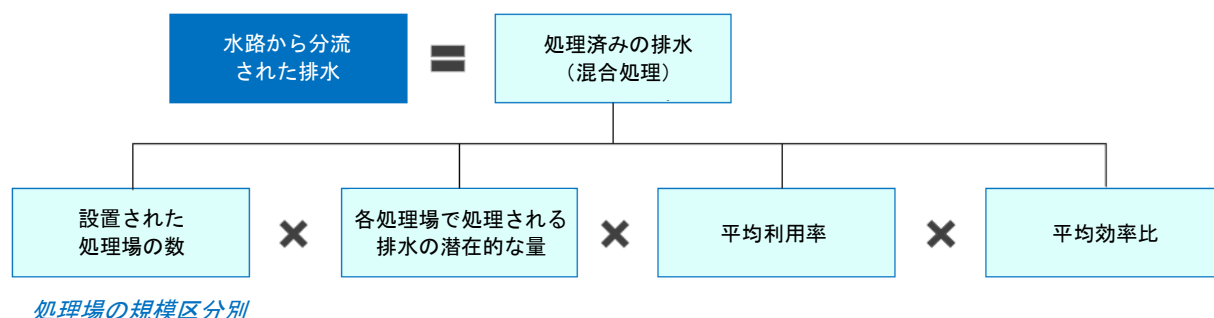 水路から分流
された排水
処理済みの排水
（混合処理）
設置された
処理場の数
各処理場で処理される
排水の潜在的な量
平均利用率
平均効率比
処理場の規模区分別